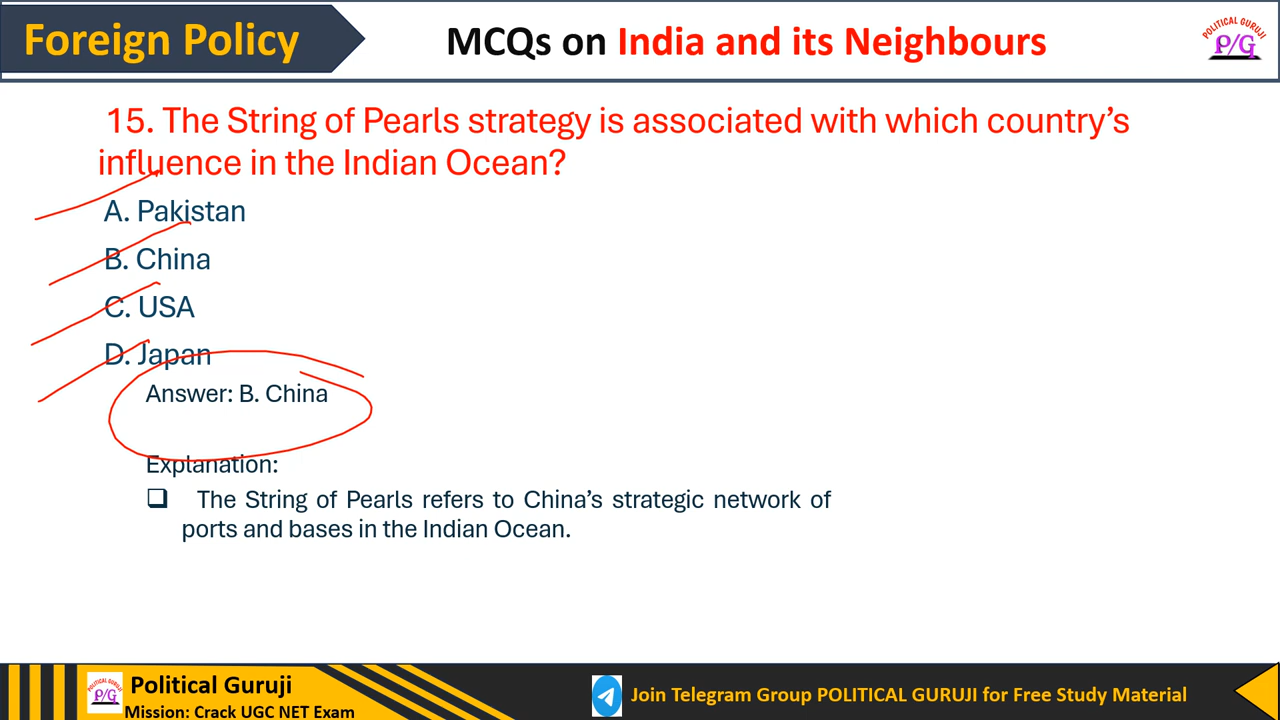 Foreign Policy
MCQs on India and its Neighbours
POLITICAL GURUJI
P/G
15. The String of Pearls strategy is associated with which country’s
influence in the Indian Ocean?
A. Pakistan
B. China
C. USA
D. Japan
Answer: B. China
Explanation:
The String of Pearls refers to China’s strategic network of
ports and bases in the Indian Ocean.
POLITICAL GURUJI
P/G
Political Guruji
Mission: Crack UGC NET Exam
Join Telegram Group POLITICAL GURUJI for Free Study Material